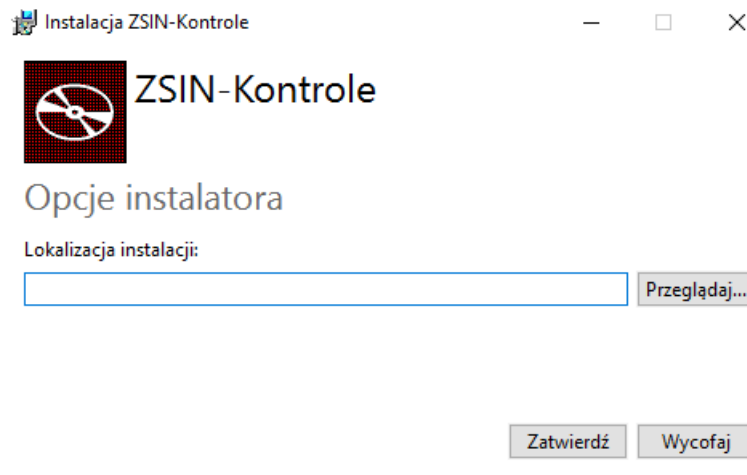 Instalacja ZSIN-Kontrole
ZSIN-Kontrole
Opcje instalatora
Lokalizacja instalacji:
Przeglądaj...
Zatwierdź Wycofaj